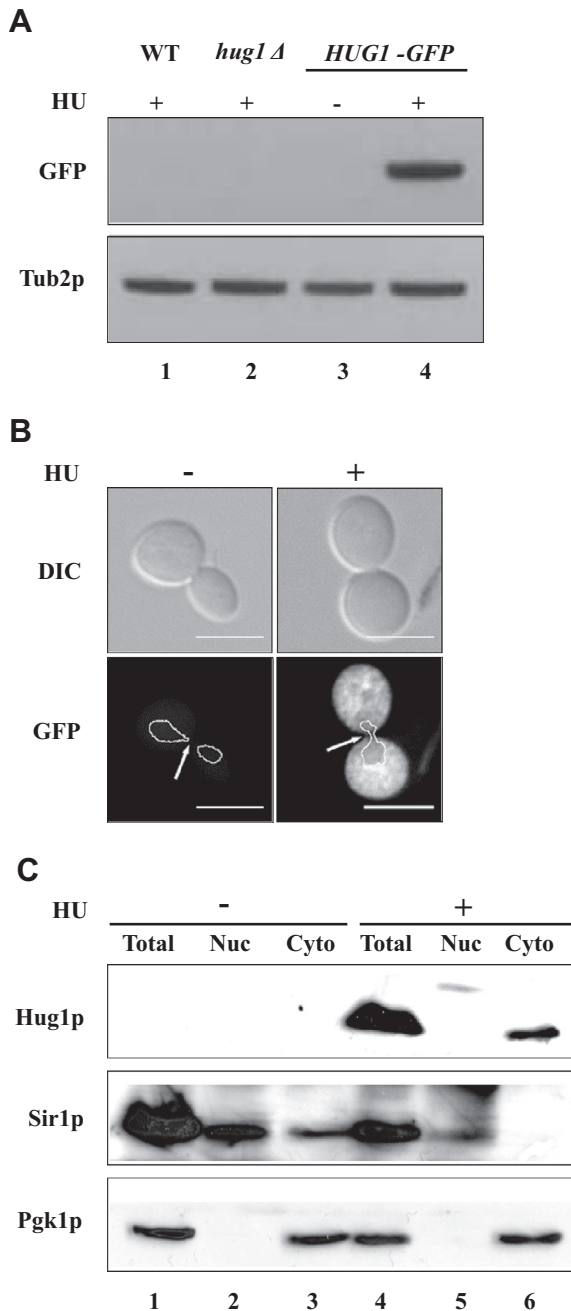 A
WT hug1 Δ HUG1 -GFP
HU + + - +
GFP
Tub2p
1 2 3 4
B
HU - +
DIC
GFP
C
HU - +
Total Nuc Cyto Total Nuc Cyto
Hug1p
Sir1p
Pgk1p
1 2 3 4 5 6